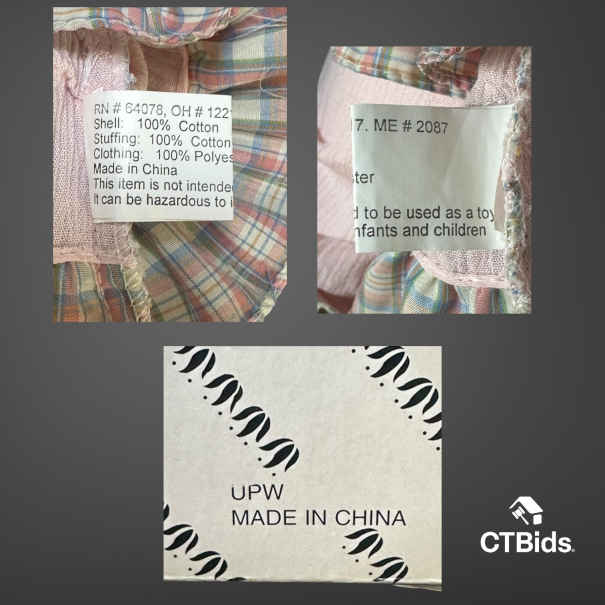 RN # 64078, OH # 122
Shell: 100% Cotton
Stuffing: 100% Cotton
Clothing: 100% Polyes
Made in China
This item is not intende
It can be hazardous to i
7. ME # 2087
ster
d to be used as a toy
nfants and children
UPW
MADE IN CHINA
CTBids.